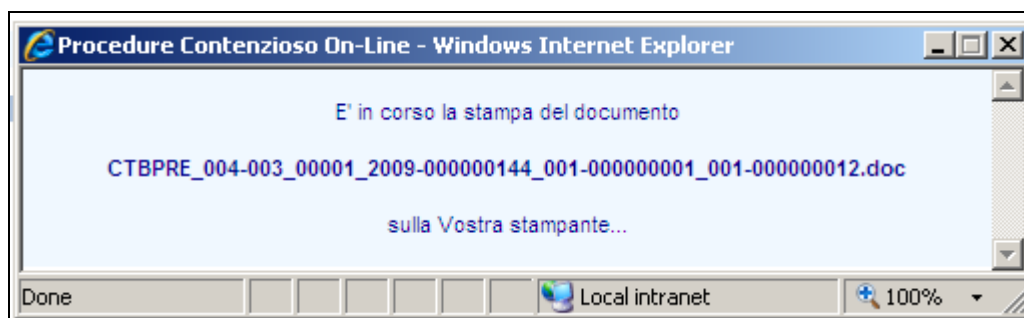 Procedure Contenzioso On-Line - Windows Internet Explorer
E' in corso la stampa del documento
CTBPRE_004-003_00001_2009-000000144_001-000000001_001-000000012.doc
sulla Vostra stampante...
Done Local intranet 100%